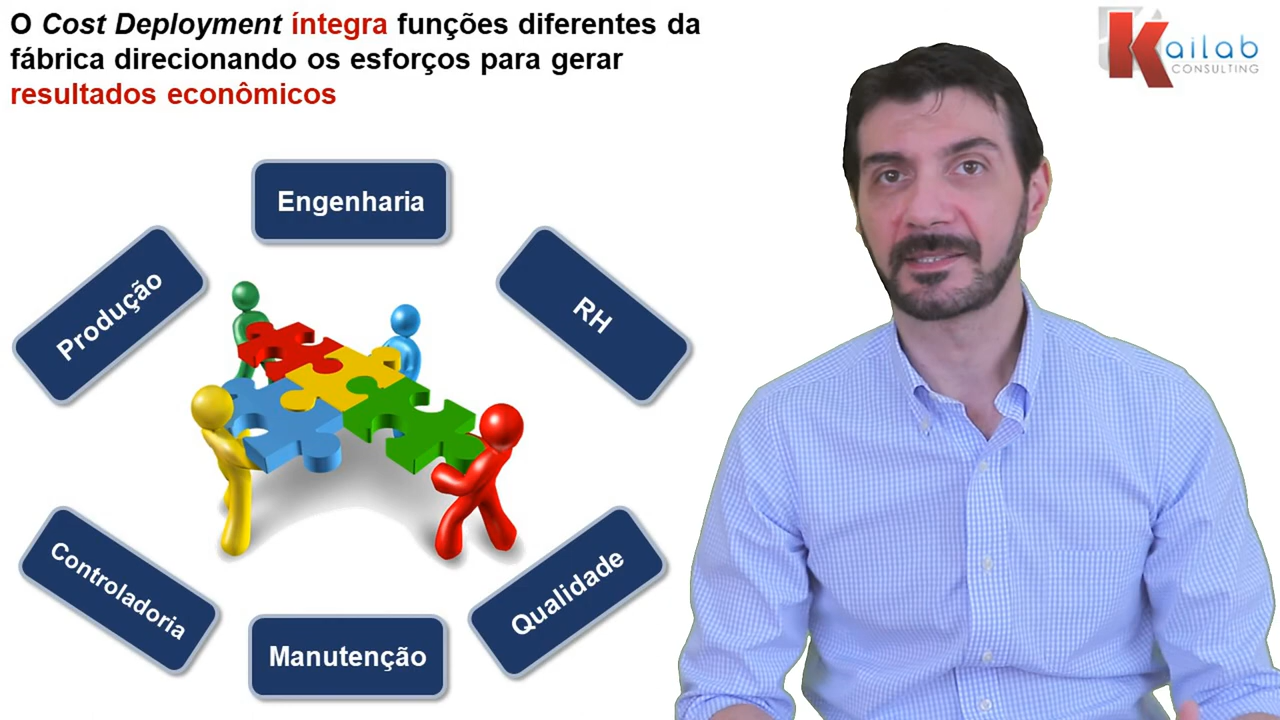 O Cost Deployment íntegra funções diferentes da
fábrica direcionando os esforços para gerar
resultados econômicos
Kailab
CONSULTING
Engenharia
Produção
RH
Controladoria
Qualidade
Manutenção